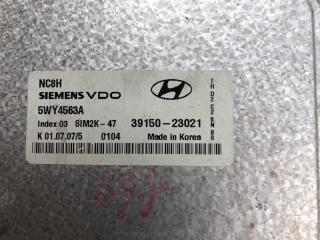 NC8H
SIEMENS VDO
5WY4563A
Index 03 SIM2K-47
39150-23021
K 01.07.07/5 0104
Made in Korea